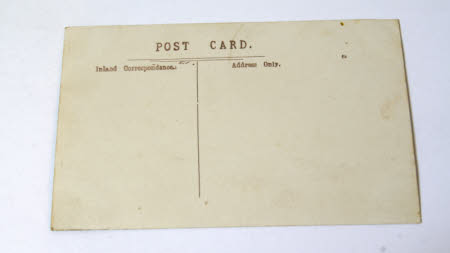 POST CARD.
Inland Correspondence. Address Only.